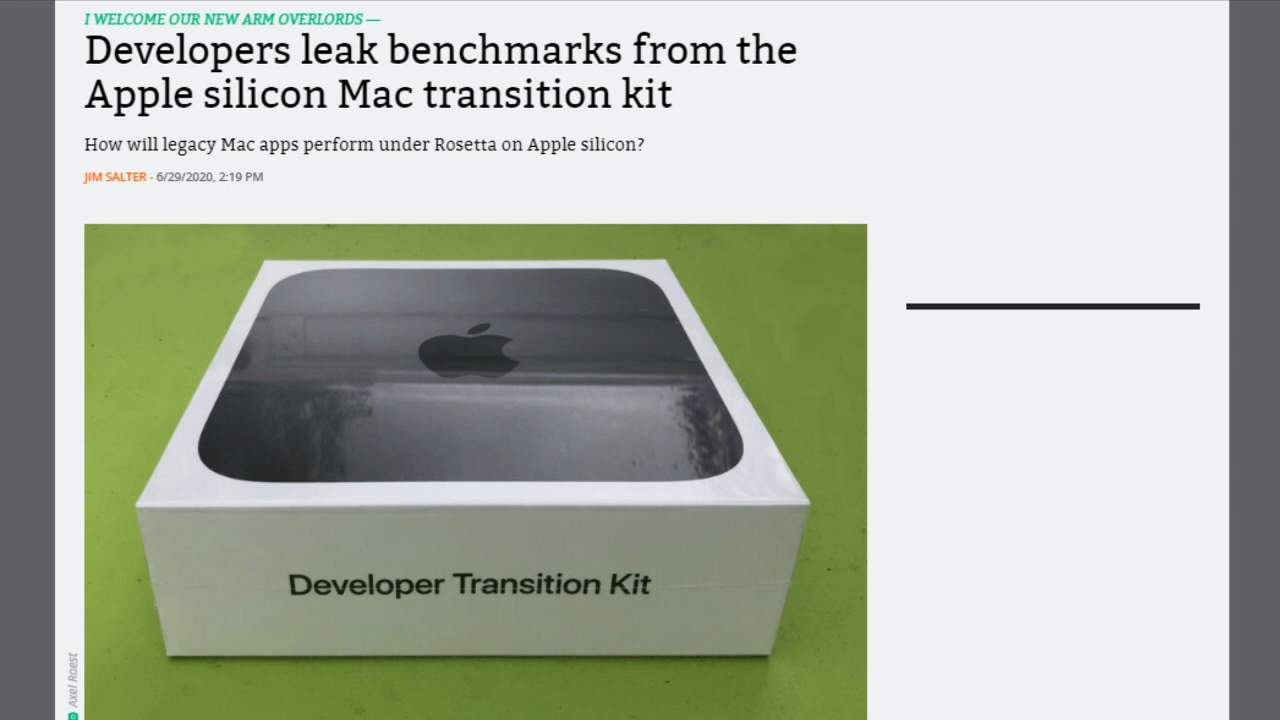 I WELCOME OUR NEW ARM OVERLORDS —
Developers leak benchmarks from the
Apple silicon Mac transition kit
How will legacy Mac apps perform under Rosetta on Apple silicon?
JIM SALTER - 6/29/2020, 2:19 PM
Developer Transition Kit
Axel Roest